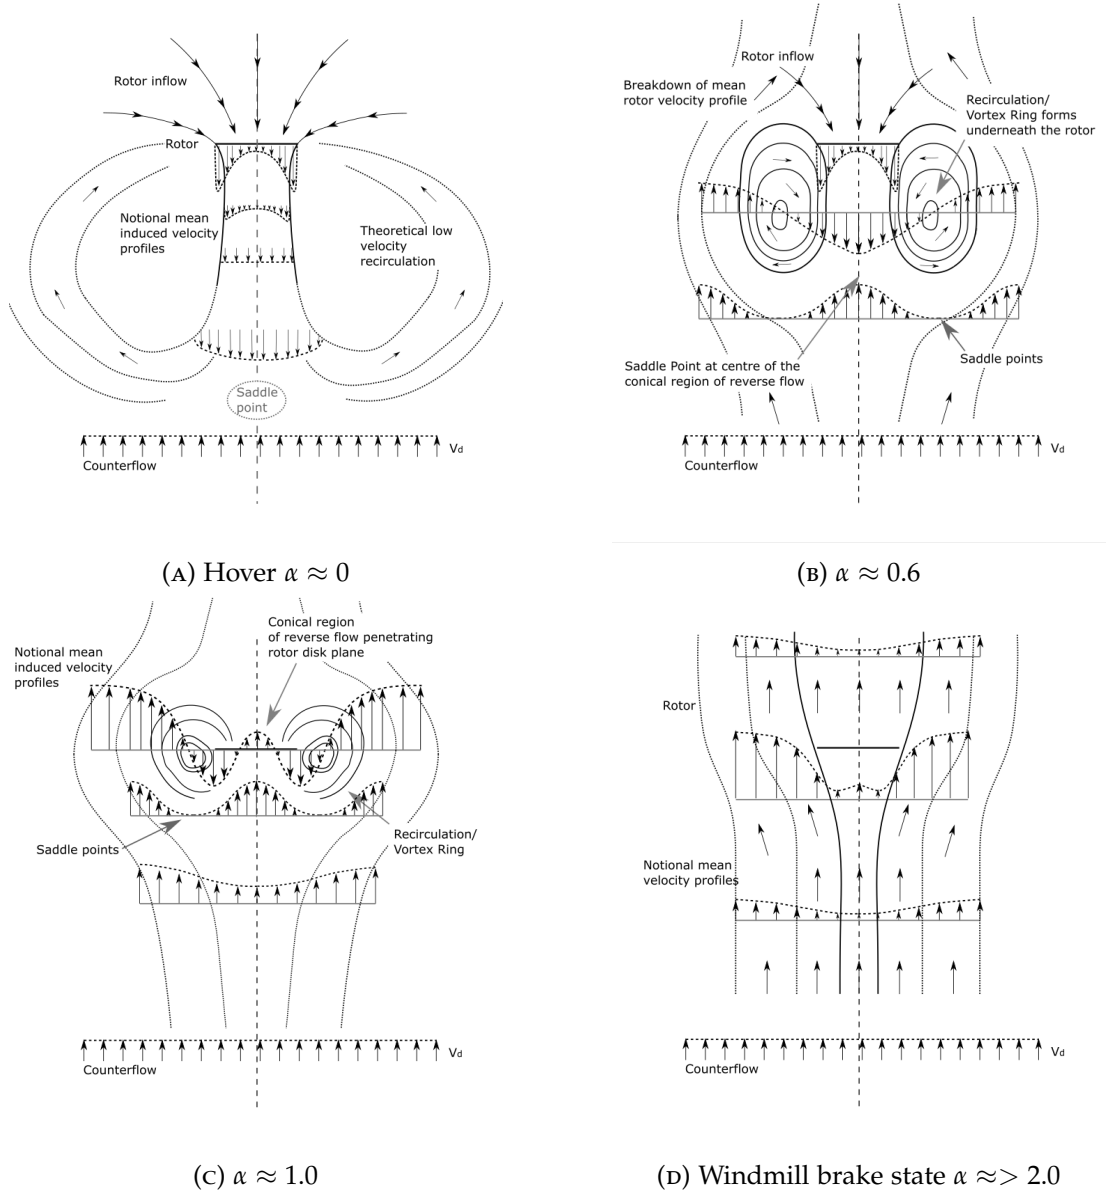 Rotor inflow
Rotor
Notional mean
induced velocity
profiles
Theoretical low
velocity
recirculation
Saddle
point
Vd
Counterflow
(A) Hover α ≈ 0
Rotor inflow
Breakdown of mean
rotor velocity profile
Recirculation/
Vortex Ring forms
underneath the rotor
Saddle Point at centre of the
conical region of reverse flow
Saddle points
Vd
Counterflow
(B) α ≈ 0.6
Conical region
of reverse flow penetrating
rotor disk plane
Notional mean
induced velocity
profiles
Saddle points
Recirculation/
Vortex Ring
Vd
Counterflow
(C) α ≈ 1.0
Rotor
Notional mean
velocity profiles
Vd
Counterflow
(D) Windmill brake state α ≈> 2.0